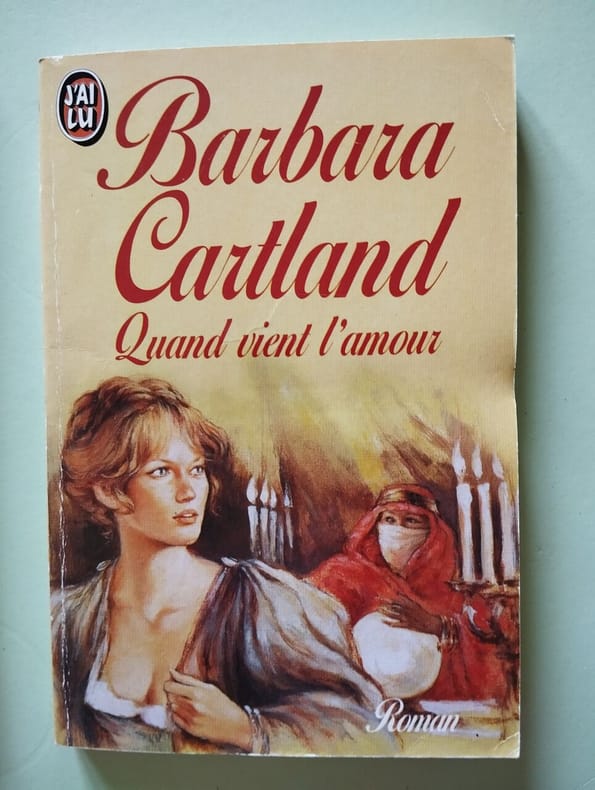 J'AI
LU
Barbara
Cartland
Quand vient l'amour
Roman